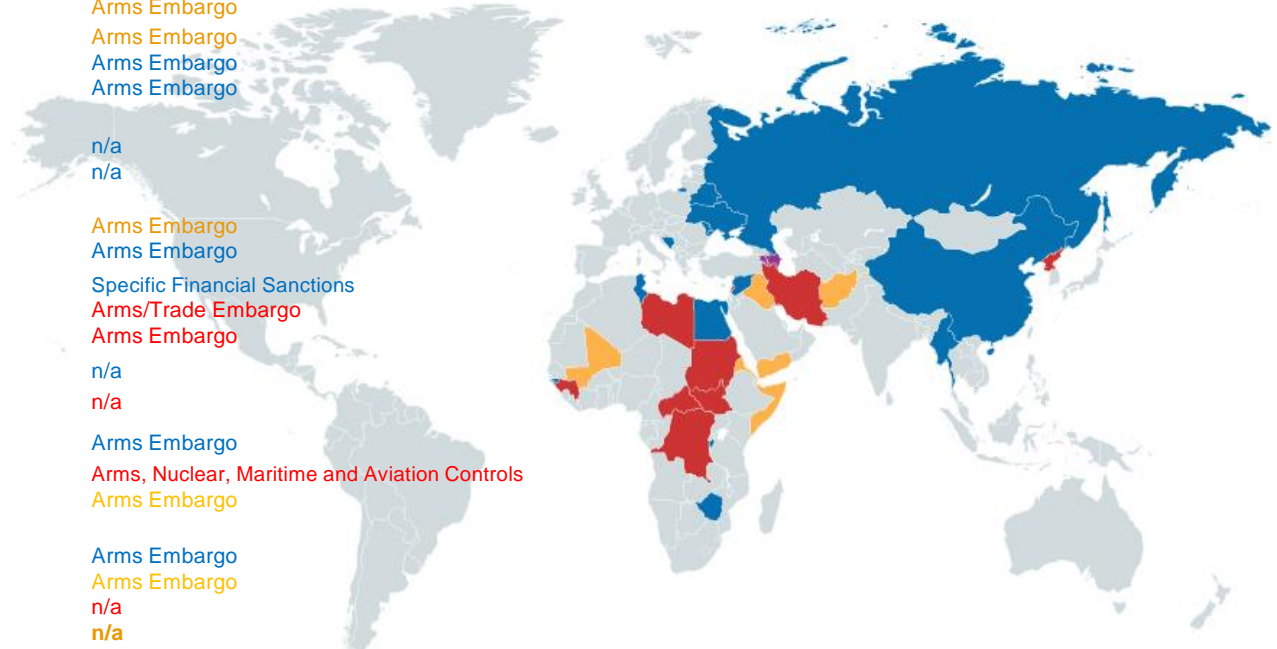 Arms Embargo
Arms Embargo
Arms Embargo
Arms Embargo
n/a
n/a
Arms Embargo
Arms Embargo
Specific Financial Sanctions
Arms/Trade Embargo
Arms Embargo
n/a
n/a
Arms Embargo
Arms, Nuclear, Maritime and Aviation Controls
Arms Embargo
Arms Embargo
Arms Embargo
n/a
n/a